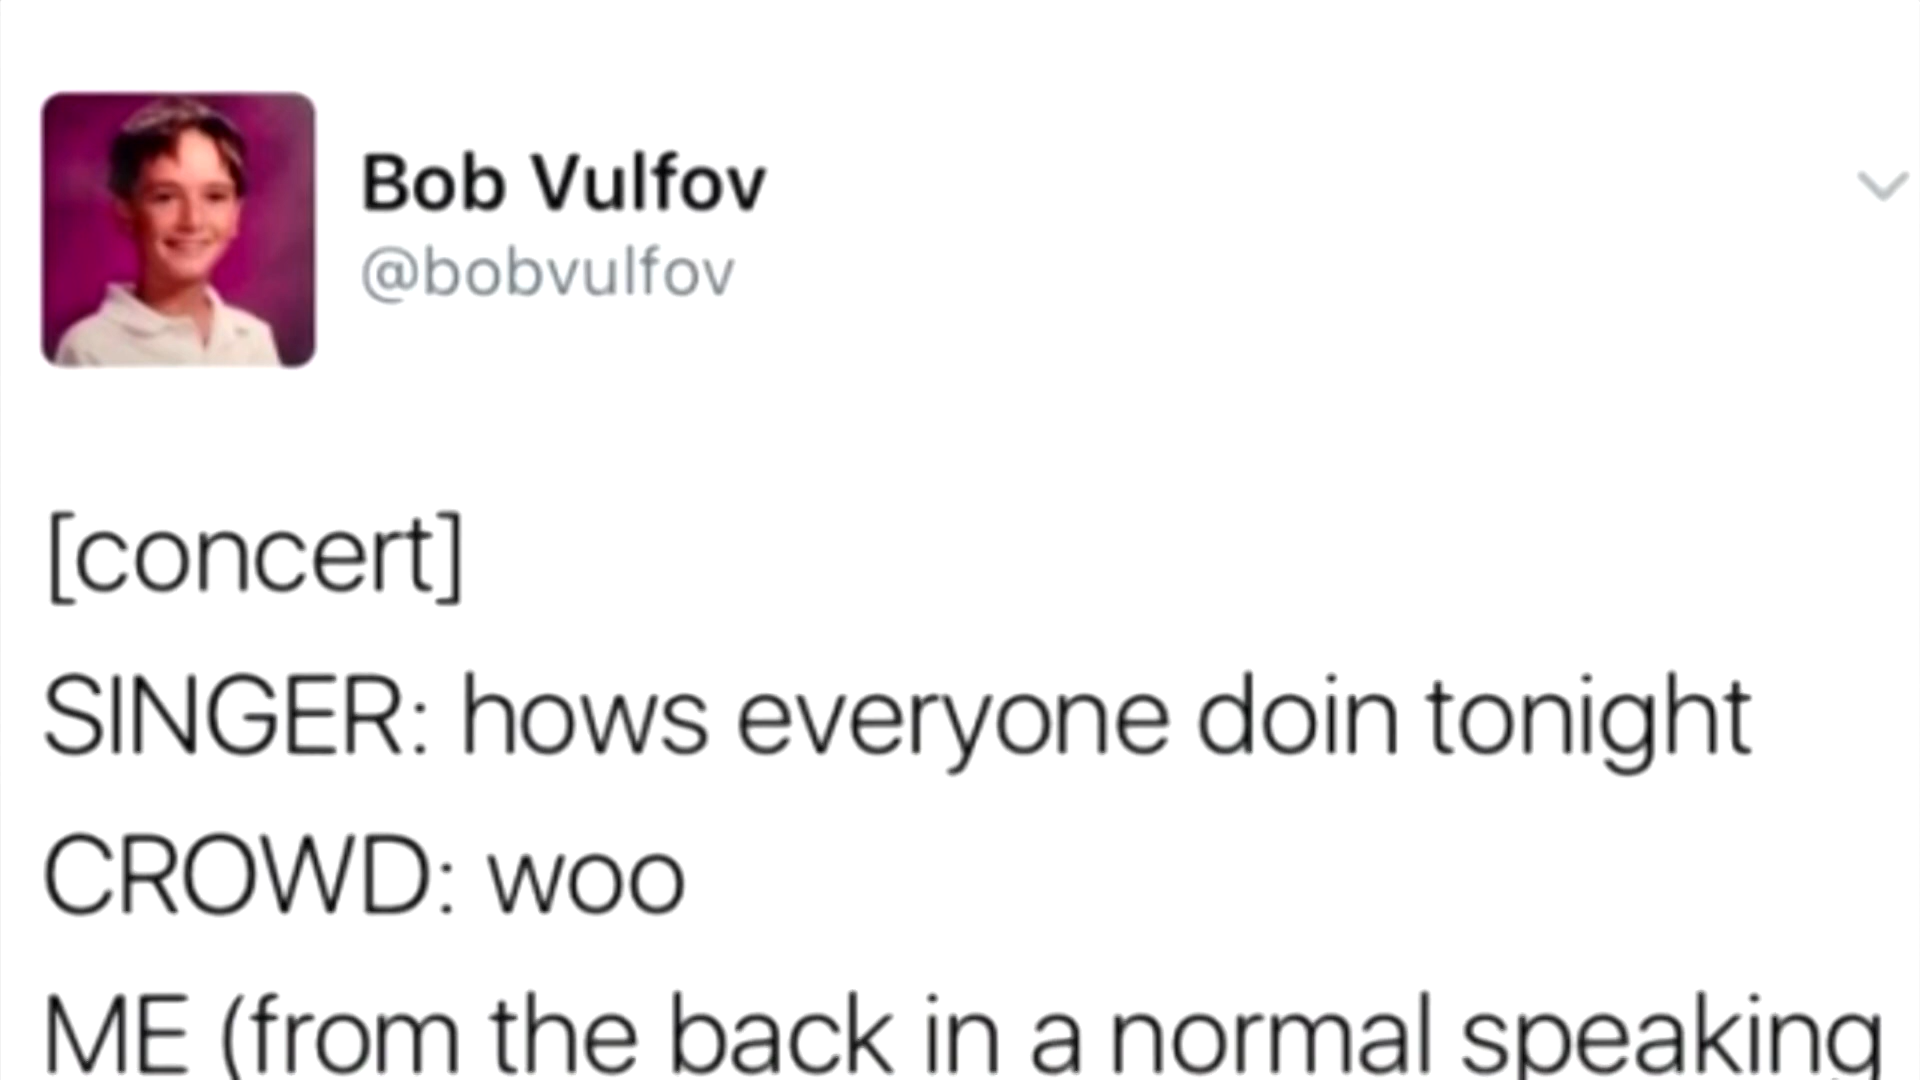 Bob Vulfov
@bobvulfov
[concert]
SINGER: hows everyone doin tonight
CROWD: woo
ME (from the back in a normal speaking